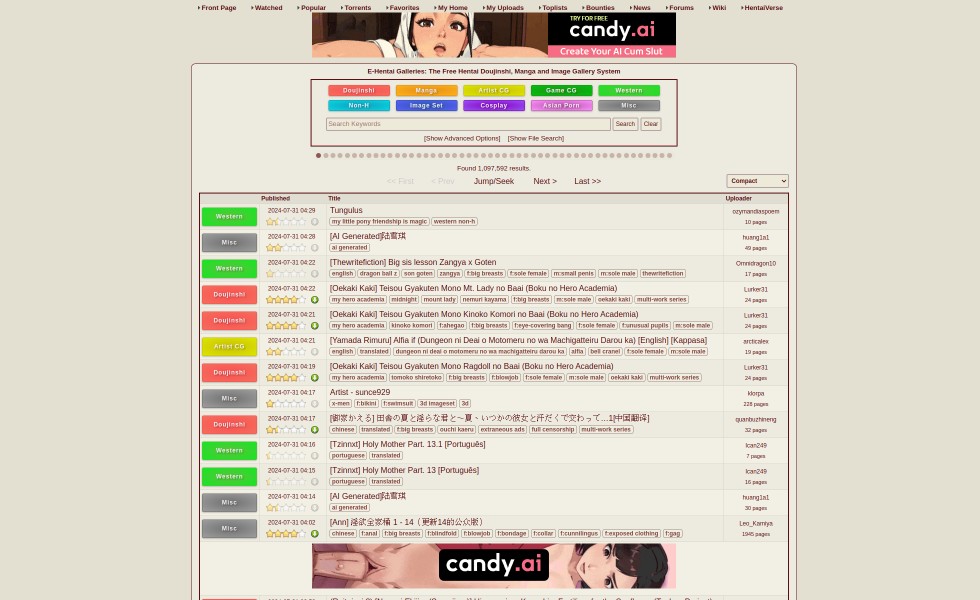 Front Page Watched Popular Torrents Favorites My Home My Uploads Toplists Bounties News Forums Wiki HentaiVerse
TRY FOR FREE
candy.ai
Create Your AI Cum Slut
E-Hentai Galleries: The Free Hentai Doujinshi, Manga and Image Gallery System
Doujinshi Manga Artist CG Game CG Western
Non-H Image Set Cosplay Asian Porn Misc
Search Keywords Search Clear
[Show Advanced Options] [Show File Search]
Found 1,097,592 results.
<< First < Prev Jump/Seek Next > Last >> Compact
Published Title Uploader
Western 2024-07-31 04:29 Tungulus ozymandiaspoem
my little pony friendship is magic western non-h 10 pages
Misc 2024-07-31 04:28 [AI Generated]陆雪琪 huang1a1
ai generated 49 pages
Western 2024-07-31 04:22 [Thewritefiction] Big sis lesson Zangya x Goten Omnidragon10
english dragon ball z son goten zangya f:big breasts f:sole female m:small penis m:sole male thewritefiction 17 pages
Doujinshi 2024-07-31 04:22 [Oekaki Kaki] Teisou Gyakuten Mono Mt. Lady no Baai (Boku no Hero Academia) Lurker31
my hero academia midnight mount lady nemuri kayama f:big breasts m:sole male oekaki kaki multi-work series 24 pages
Doujinshi 2024-07-31 04:21 [Oekaki Kaki] Teisou Gyakuten Mono Kinoko Komori no Baai (Boku no Hero Academia) Lurker31
my hero academia kinoko komori f:ahegao f:big breasts f:eye-covering bang f:sole female f:unusual pupils m:sole male 24 pages
Artist CG 2024-07-31 04:21 [Yamada Rimuru] Alfia if (Dungeon ni Deai o Motomeru no wa Machigatteiru Darou ka) [English] [Kappasa] arcticalex
english translated dungeon ni deai o motomeru no wa machigatteiru darou ka alfia bell cranel f:sole female m:sole male 19 pages
Doujinshi 2024-07-31 04:19 [Oekaki Kaki] Teisou Gyakuten Mono Ragdoll no Baai (Boku no Hero Academia) Lurker31
my hero academia tomoko shiretoko f:big breasts f:blowjob f:sole female m:sole male oekaki kaki multi-work series 24 pages
Misc 2024-07-31 04:17 Artist - sunce929 klorpa
x-men f:bikini f:swimsuit 3d imageset 3d 228 pages
Doujinshi 2024-07-31 04:17 [御家かえる] 田舎の夏と淫らな君と～夏、いつかの彼女と汗だくで交わって…1[中国翻译] quanbuzhineng
chinese translated f:big breasts ouchi kaeru extraneous ads full censorship multi-work series 32 pages
Western 2024-07-31 04:16 [Tzinnxt] Holy Mother Part. 13.1 [Português] Ican249
portuguese translated 7 pages
Western 2024-07-31 04:15 [Tzinnxt] Holy Mother Part. 13 [Português] Ican249
portuguese translated 16 pages
Misc 2024-07-31 04:14 [AI Generated]陆雪琪 huang1a1
ai generated 30 pages
Misc 2024-07-31 04:02 [Ann] 淫欲全家桶 1 - 14（更新14的公众版） Leo_Kamiya
chinese f:anal f:big breasts f:blindfold f:blowjob f:bondage f:collar f:cunnilingus f:exposed clothing f:gag 1945 pages
candy.ai